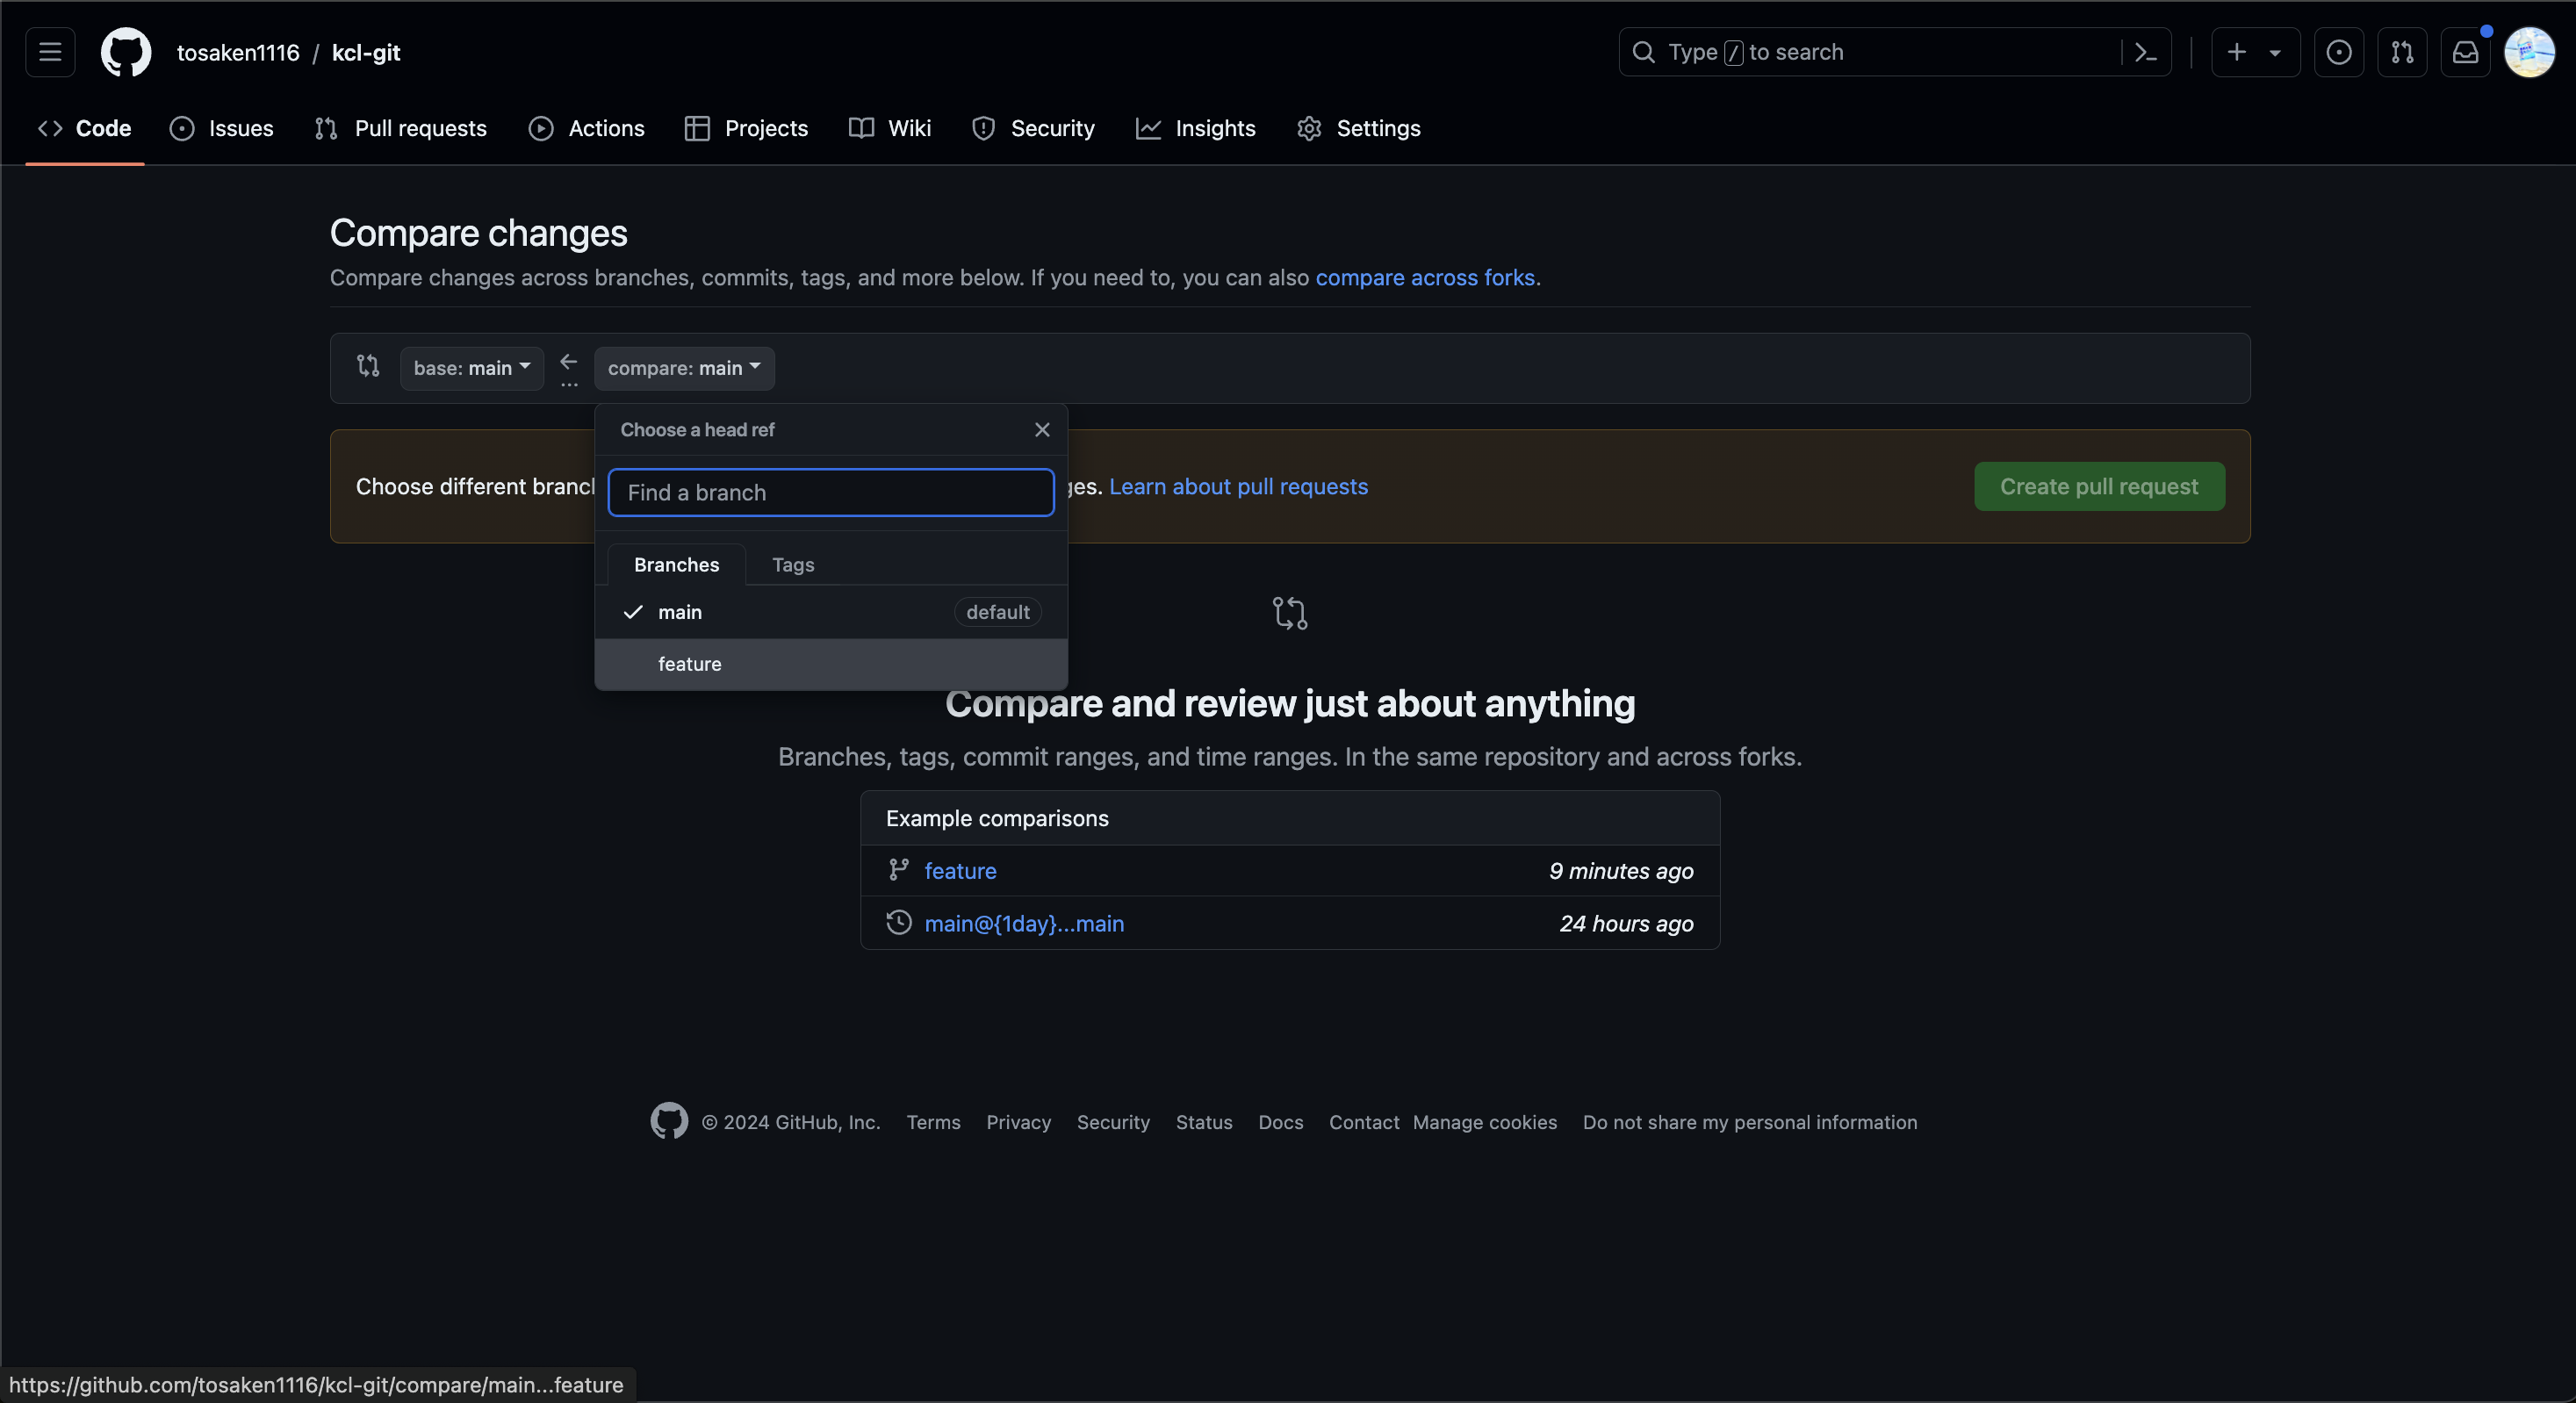 tosaken1116 / kcl-git
Type / to search
Code Issues Pull requests Actions Projects Wiki Security Insights Settings
Compare changes
Compare changes across branches, commits, tags, and more below. If you need to, you can also compare across forks.
base: main compare: main
Choose a head ref
Choose different Learn about pull requests
Create pull request
Find a branch
Branches Tags
main default
feature
Compare and review just about anything
Branches, tags, commit ranges, and time ranges. In the same repository and across forks.
Example comparisons
feature 9 minutes ago
main@{1day}...main 24 hours ago
© 2024 GitHub, Inc. Terms Privacy Security Status Docs Contact Manage cookies Do not share my personal information
https://github.com/tosaken1116/kcl-git/compare/main...feature